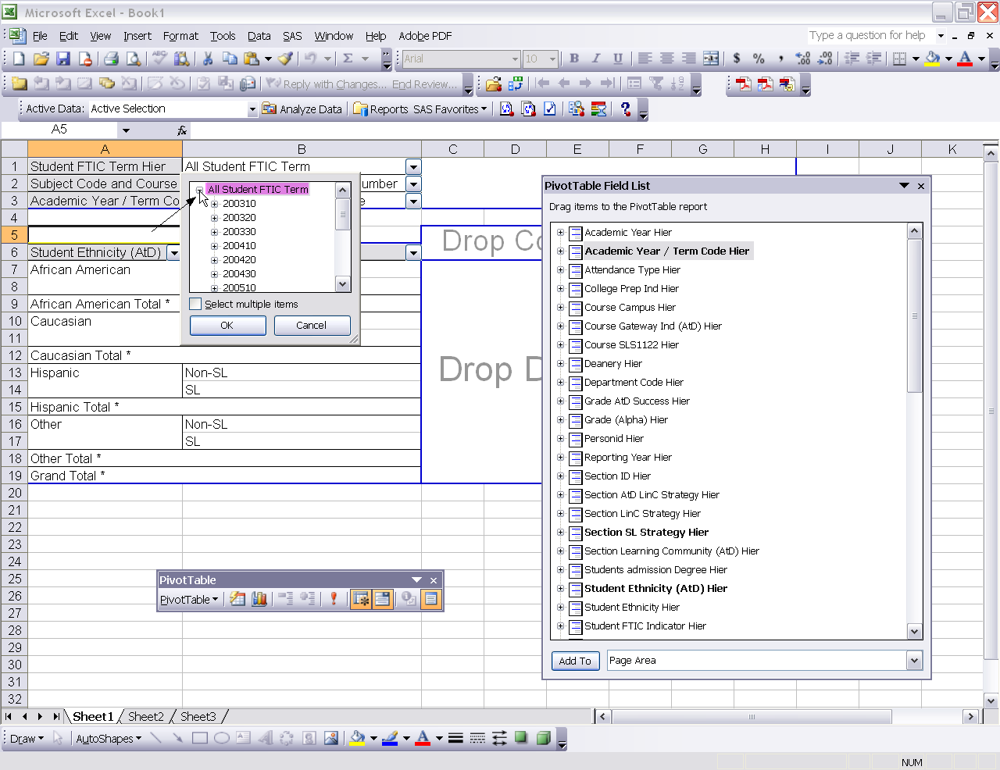 Microsoft Excel - Book1
File Edit View Insert Format Tools Data SAS Window Help Adobe PDF Type a question for help
Arial 10 B I U $ % ,
Reply with Changes... End Review...
Active Data: Active Selection Analyze Data Reports SAS Favorites
A5 fx
A B C D E F G H I J K
1 Student FTIC Term Hier All Student FTIC Term
2 Subject Code and Course umber
3 Academic Year / Term Co e
4
5 Drop Co
6 Student Ethnicity (AtD)
7 African American
8
9 African American Total *
10 Caucasian
11
12 Caucasian Total *
13 Hispanic Non-SL
14 SL
15 Hispanic Total *
16 Other Non-SL
17 SL
18 Other Total *
19 Grand Total *
20
21
22
23
24
25
26
27
28
29
30
31
32
Drop D
All Student FTIC Term
200310
200320
200330
200410
200420
200430
200510
Select multiple items
OK Cancel
PivotTable Field List
Drag items to the PivotTable report
Academic Year Hier
Academic Year / Term Code Hier
Attendance Type Hier
College Prep Ind Hier
Course Campus Hier
Course Gateway Ind (AtD) Hier
Course SLS1122 Hier
Deanery Hier
Department Code Hier
Grade AtD Success Hier
Grade (Alpha) Hier
Personid Hier
Reporting Year Hier
Section ID Hier
Section AtD LinC Strategy Hier
Section LinC Strategy Hier
Section SL Strategy Hier
Section Learning Community (AtD) Hier
Students admission Degree Hier
Student Ethnicity (AtD) Hier
Student Ethnicity Hier
Student FTIC Indicator Hier
Add To Page Area
PivotTable
PivotTable
Sheet1 Sheet2 Sheet3
Draw AutoShapes
NUM